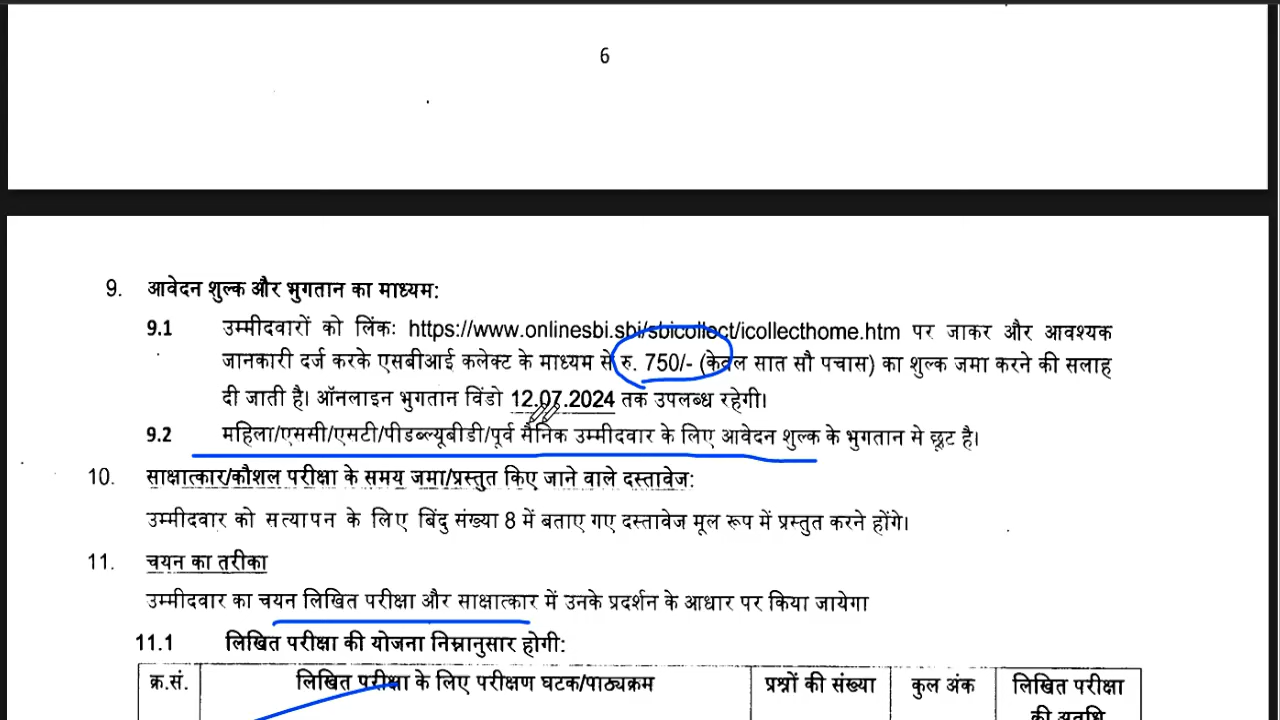 6
9. आवेदन शुल्क और भुगतान का माध्यम:
9.1 उम्मीदवारों को लिंकः https://www.onlinesbi.sbi/sbicollect/icollecthome.htm पर जाकर और आवश्यक
जानकारी दर्ज करके एसबीआई कलेक्ट के माध्यम से रु. 750/- (केवल सात सौ पचास) का शुल्क जमा करने की सलाह
दी जाती है। ऑनलाइन भुगतान विंडो 12.07.2024 तक उपलब्ध रहेगी।
9.2 महिला/एससी/एसटी/पीडब्ल्यूबीडी/पूर्व सैनिक उम्मीदवार के लिए आवेदन शुल्क के भुगतान मे छूट है।
10. साक्षात्कार/कौशल परीक्षा के समय जमा/प्रस्तुत किए जाने वाले दस्तावेज:
उम्मीदवार को सत्यापन के लिए बिंदु संख्या 8 में बताए गए दस्तावेज मूल रूप में प्रस्तुत करने होंगे।
11. चयन का तरीका
उम्मीदवार का चयन लिखित परीक्षा और साक्षात्कार में उनके प्रदर्शन के आधार पर किया जायेगा
11.1 लिखित परीक्षा की योजना निम्नानुसार होगी:
क्र.सं. लिखित परीक्षा के लिए परीक्षण घटक/पाठ्यक्रम प्रश्नों की संख्या कुल अंक लिखित परीक्षा
की अवधि